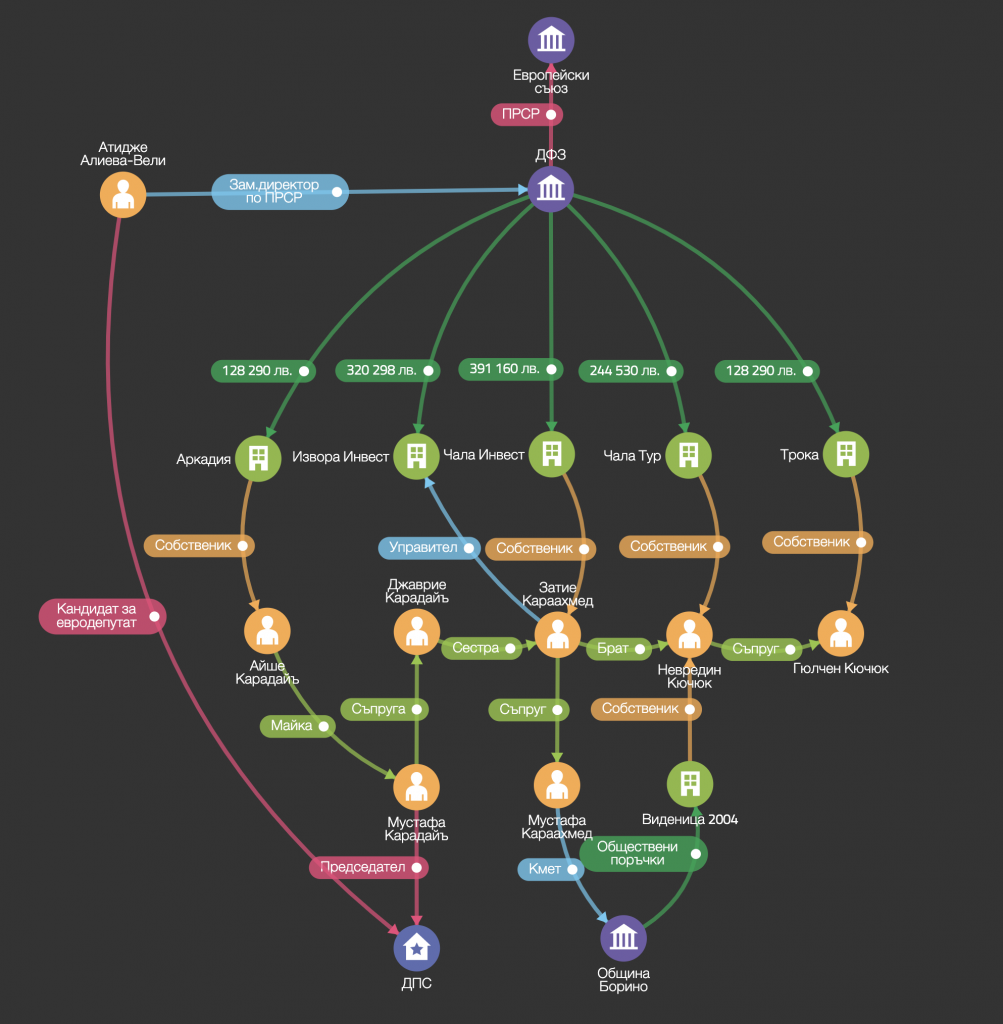 Европейски
съюз
ПРСР
ДФЗ
Атидже
Алиева-Вели
Зам.директор
по ПРСР
128 290 лв.
320 298 лв.
391 160 лв.
244 530 лв.
128 290 лв.
Аркадия
Извора Инвест
Чала Инвест
Чала Тур
Трока
Собственик
Управител
Собственик
Собственик
Собственик
Кандидат за
евродепутат
Джаврие
Карадайъ
Затие
Караахмед
Сестра
Брат
Съпруг
Айше
Карадайъ
Невредин
Кючюк
Гюлчен Кючюк
Майка
Съпруга
Съпруг
Собственик
Мустафа
Карадайъ
Мустафа
Караахмед
Виденица 2004
Председател
Кмет
Обществени
поръчки
ДПС
Община
Борино